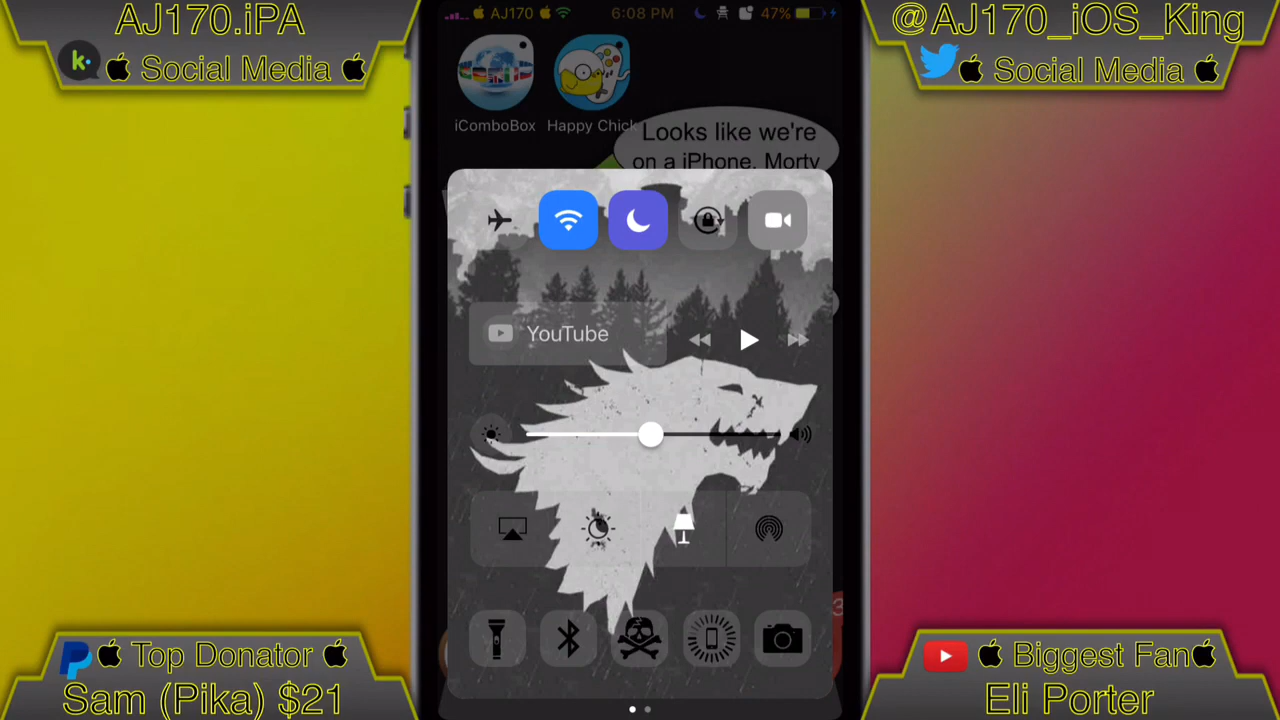 AJ170.iPA
k
Social Media
@AJ170_iOS_King
Social Media
AJ170
6:08 PM
47%
iComboBox
Happy Chick
Looks like we're
on a iPhone, Morty
YouTube
3
Top Donator
Sam (Pika) $21
Biggest Fan
Eli Porter